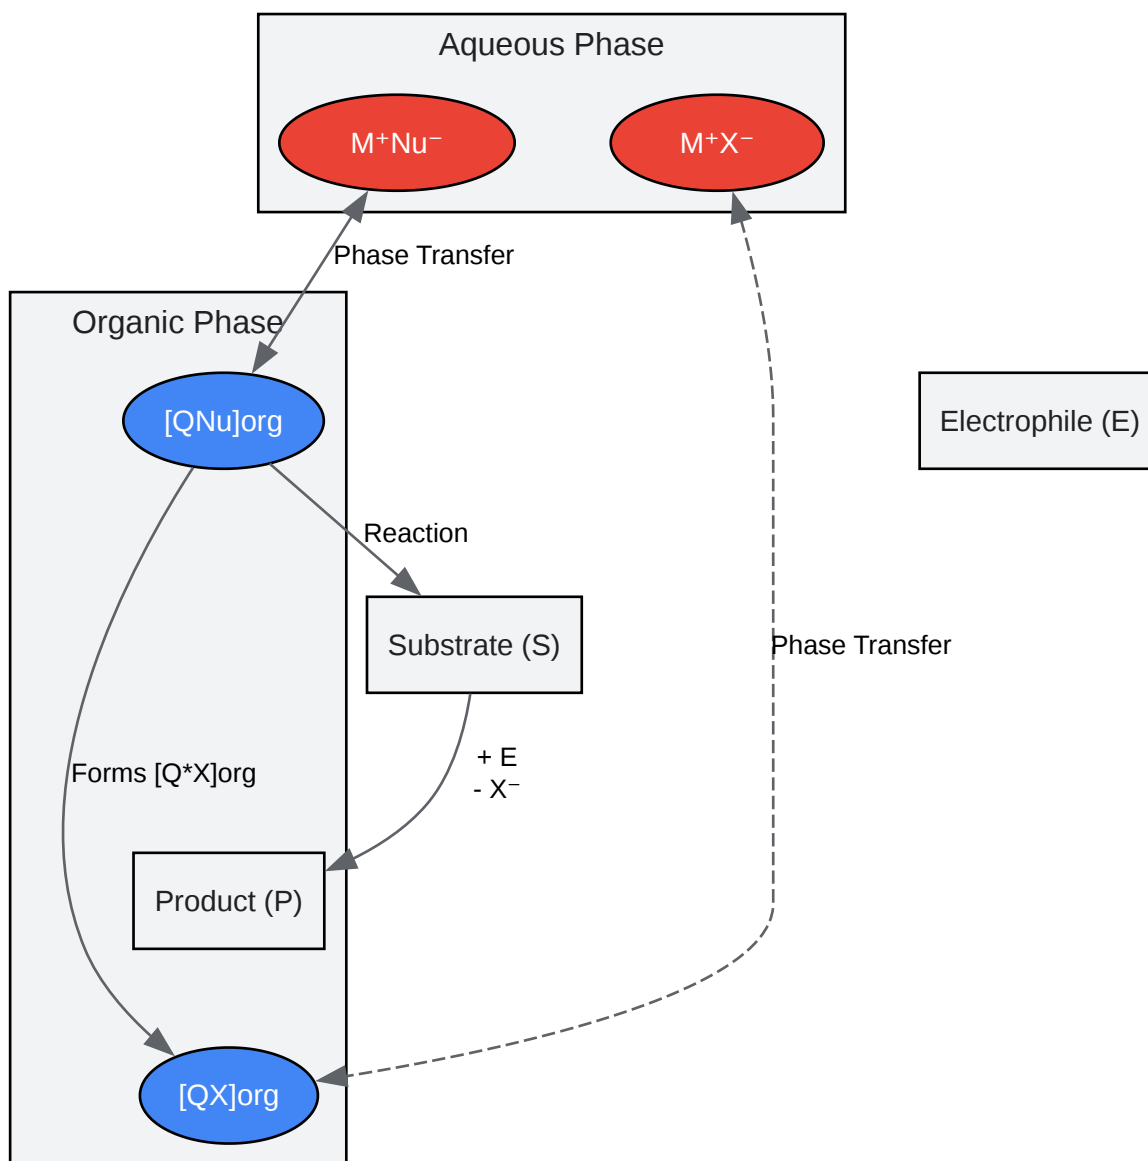 Aqueous Phase
M⁺Nu⁻
M⁺X⁻
Phase Transfer
Organic Phase
[QNu]org
Electrophile (E)
Reaction
Substrate (S)
Phase Transfer
+ E
- X⁻
Forms [Q*X]org
Product (P)
[QX]org